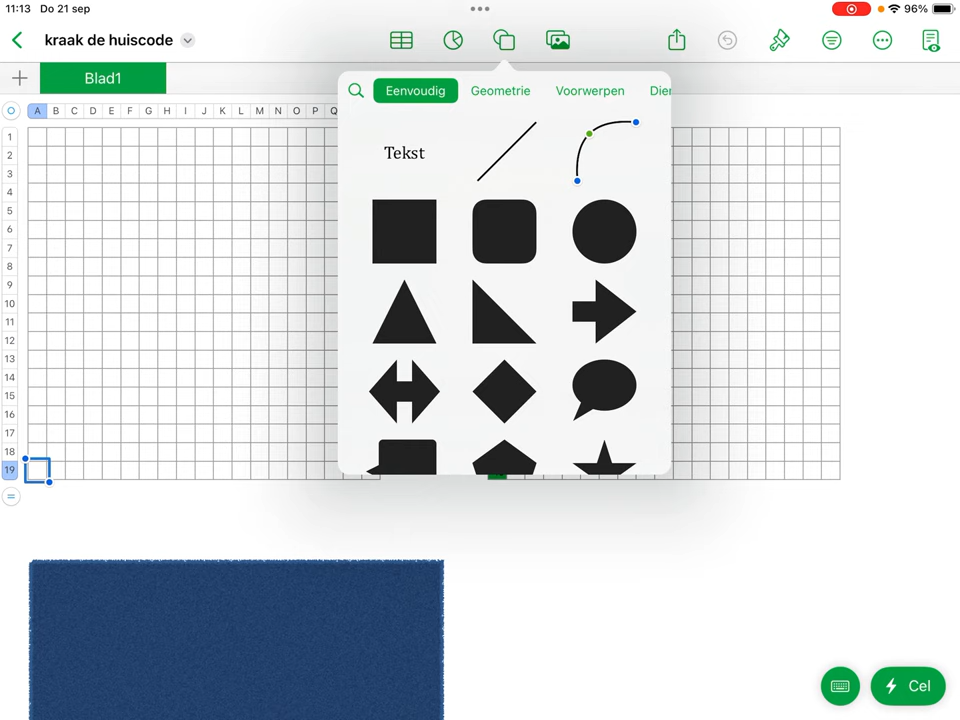 11:13 Do 21 sep
96%
kraak de huiscode
Blad1
Eenvoudig Geometrie Voorwerpen Dier
A B C D E F G H I J K L M N O P Q
Tekst
1
2
3
4
5
6
7
8
9
10
11
12
13
14
15
16
17
18
19
Cel